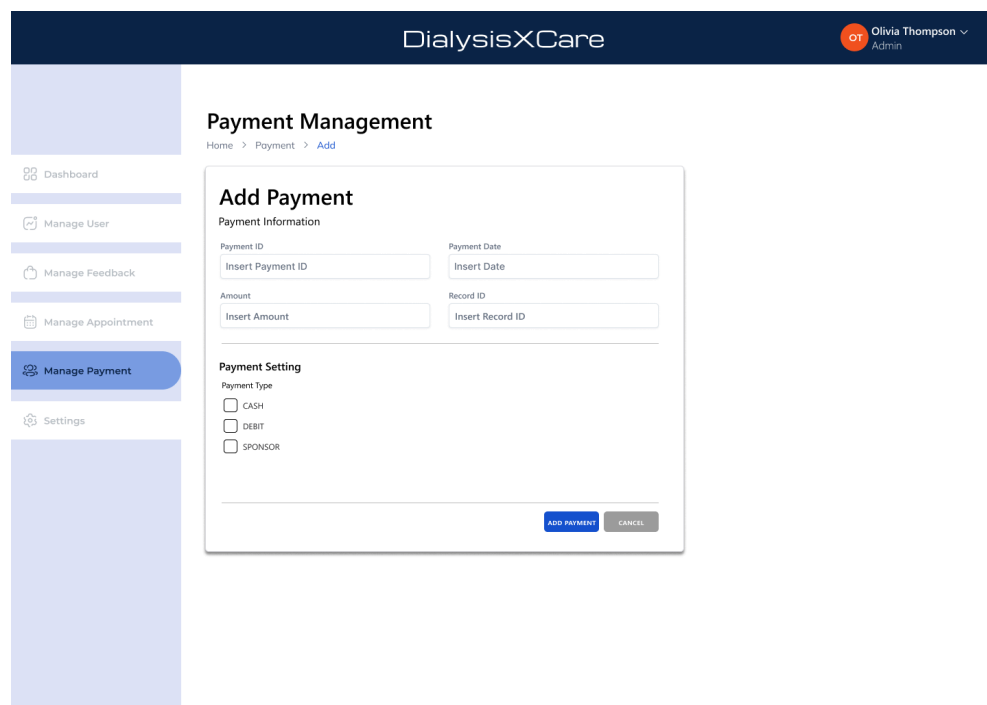 DialysisXCare
OT
Olivia Thompson
Admin
Dashboard
Manage User
Manage Feedback
Manage Appointment
Manage Payment
Settings
Payment Management
Home > Payment > Add
Add Payment
Payment Information
Payment ID
Insert Payment ID
Payment Date
Insert Date
Amount
Insert Amount
Record ID
Insert Record ID
Payment Setting
Payment Type
CASH
DEBIT
SPONSOR
ADD PAYMENT
CANCEL